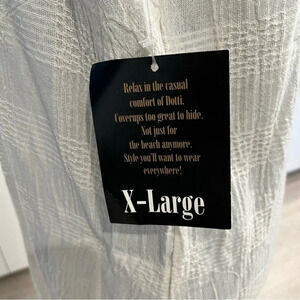 Relax in the casual
comfort of Dotti.
Coverups too great to hide.
Not just for
the beach anymore.
Style you'll want to wear
everywhere!
X-Large